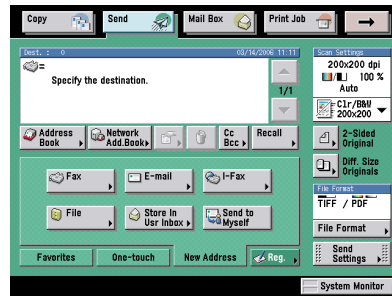 Copy
Send
Mail Box
Print Job
Dest. : 0
03/14/2006 11:11
Specify the destination.
1/1
Address
Book
Network
Add.Book
Cc
Bcc
Recall
Fax
E-mail
I-Fax
File
Store In
Usr Inbox
Send to
Myself
Favorites
One-touch
New Address
Reg.
Scan Settings
200x200 dpi
100 %
Auto
Clr/B&W
200×200
2-Sided
Original
Diff. Size
Originals
File Format
TIFF / PDF
File Format
Send
Settings
System Monitor